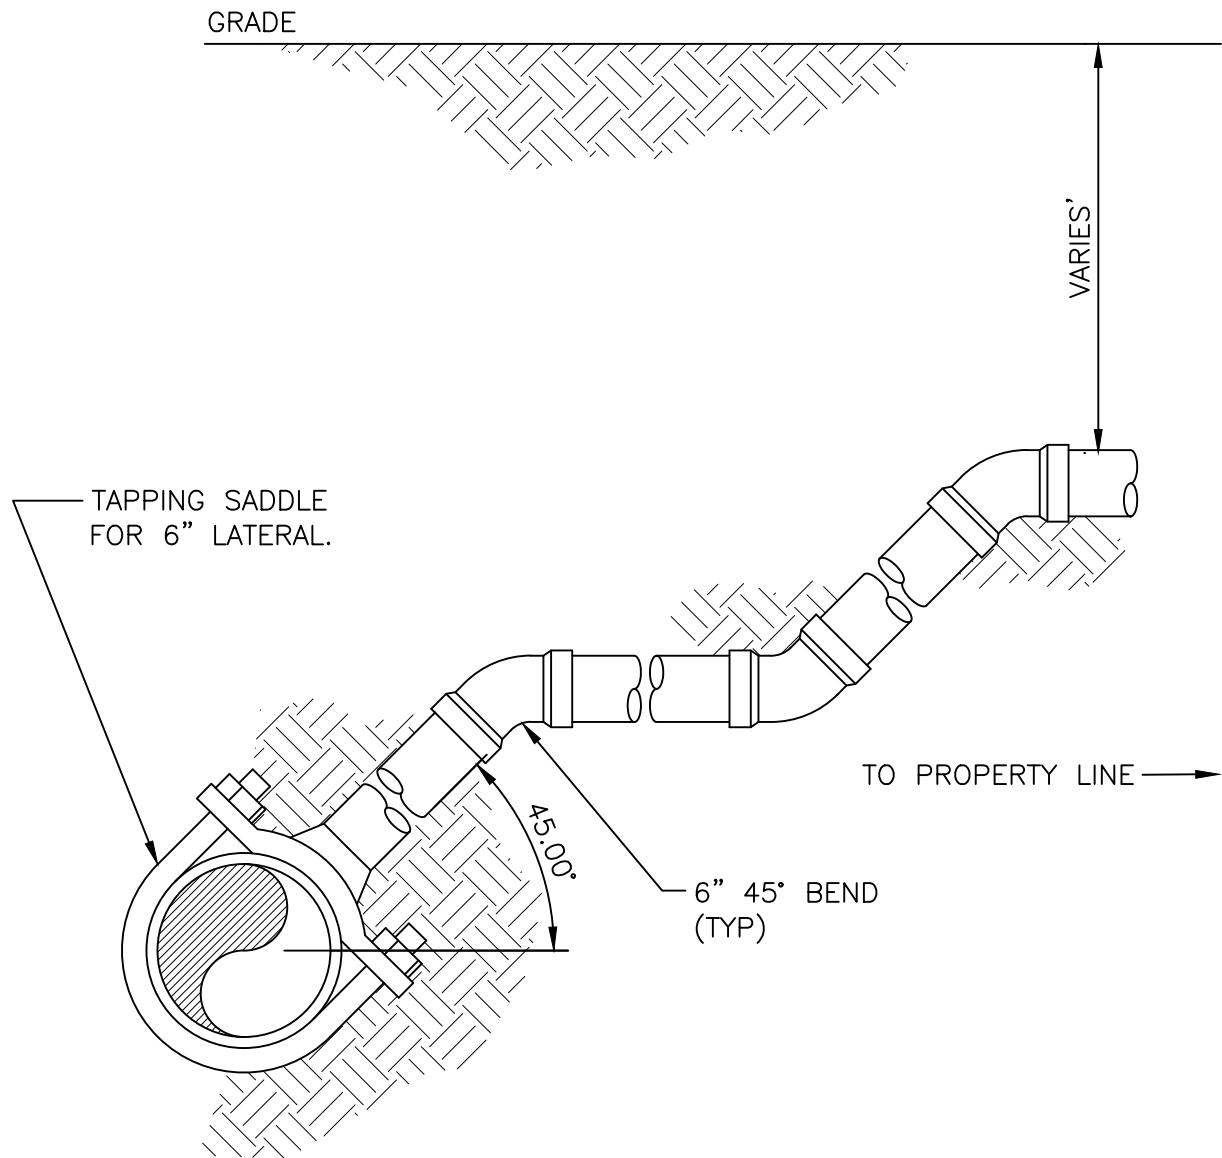 GRADE
VARIES'
TAPPING SADDLE
FOR 6" LATERAL.
TO PROPERTY LINE
45.00°
6" 45° BEND
(TYP)